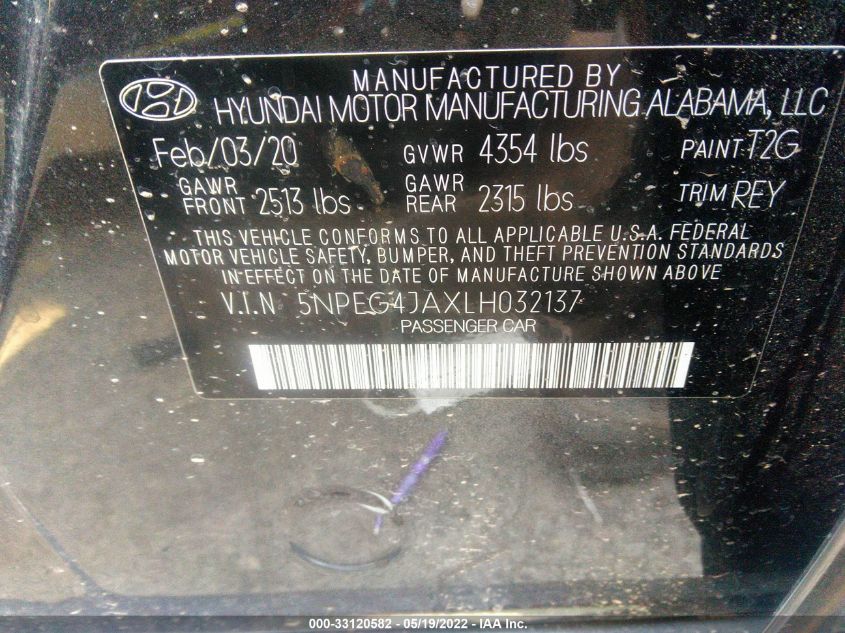 MANUFACTURED BY
HYUNDAI MOTOR MANUFACTURING ALABAMA, LLC
Feb/03/20 GVWR 4354 lbs PAINT T2G
GAWR FRONT 2513 lbs GAWR REAR 2315 lbs TRIM REY
THIS VEHICLE CONFORMS TO ALL APPLICABLE U.S.A. FEDERAL
MOTOR VEHICLE SAFETY, BUMPER, AND THEFT PREVENTION STANDARDS
IN EFFECT ON THE DATE OF MANUFACTURE SHOWN ABOVE
V.I.N 5NPEG4JAXLH032137
PASSENGER CAR
000-33120582 - 05/19/2022 - IAA Inc.